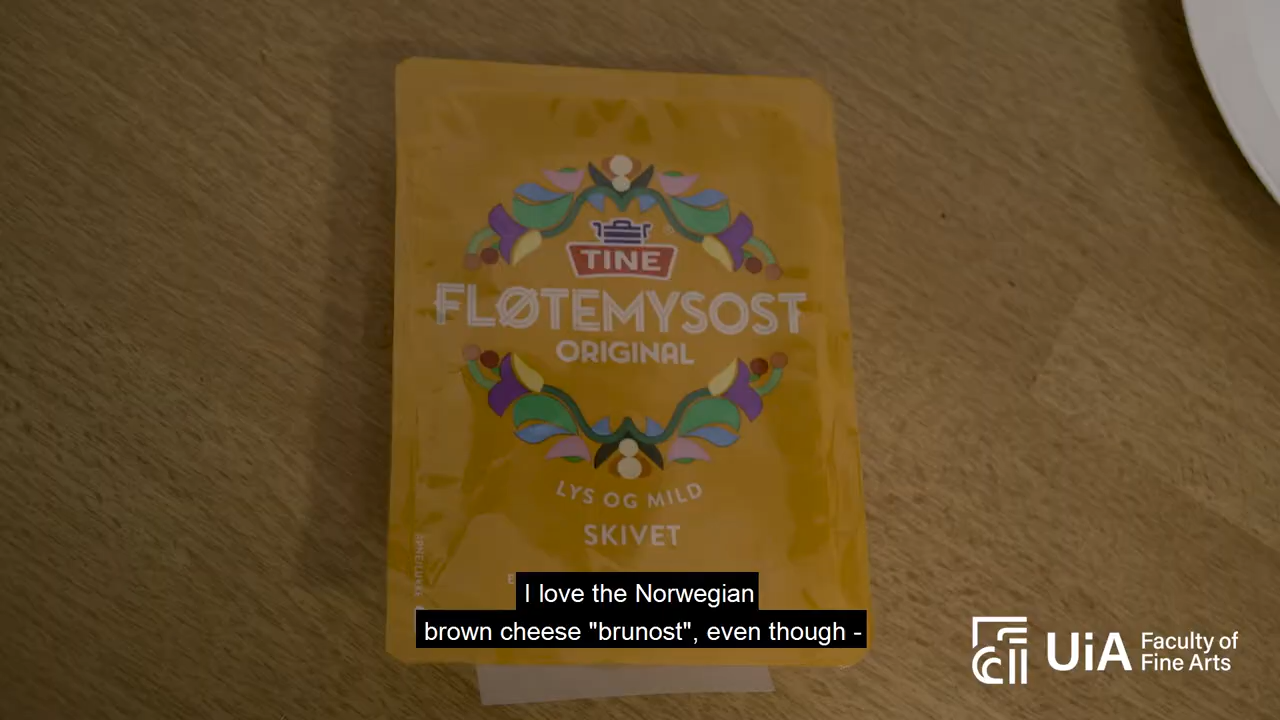 TINE
FLØTEMYSOST
ORIGINAL
LYS OG MILD
SKIVET
I love the Norwegian
brown cheese "brunost", even though -
UiA Faculty of
Fine Arts